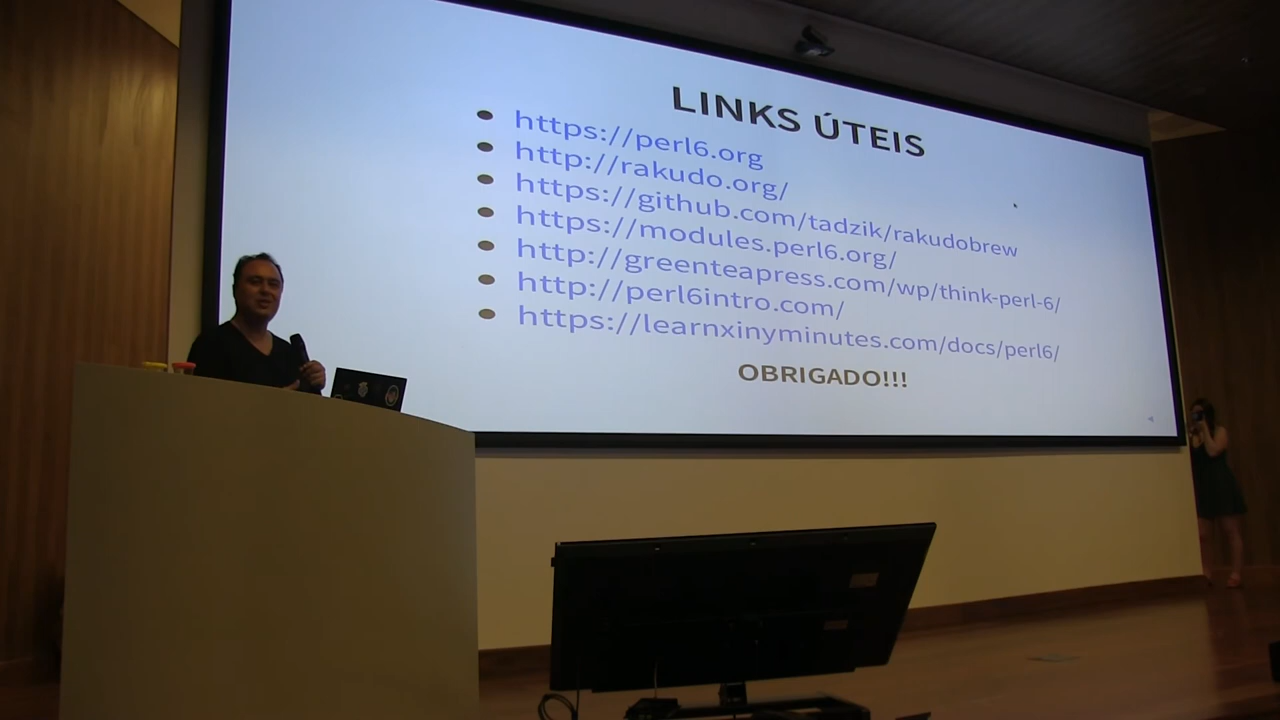 LINKS ÚTEIS
https://perl6.org
http://rakudo.org/
https://github.com/tadzik/rakudobrew
https://modules.perl6.org/
http://greenteapress.com/wp/think-perl-6/
http://perl6intro.com/
https://learnxinyminutes.com/docs/perl6/
OBRIGADO!!!